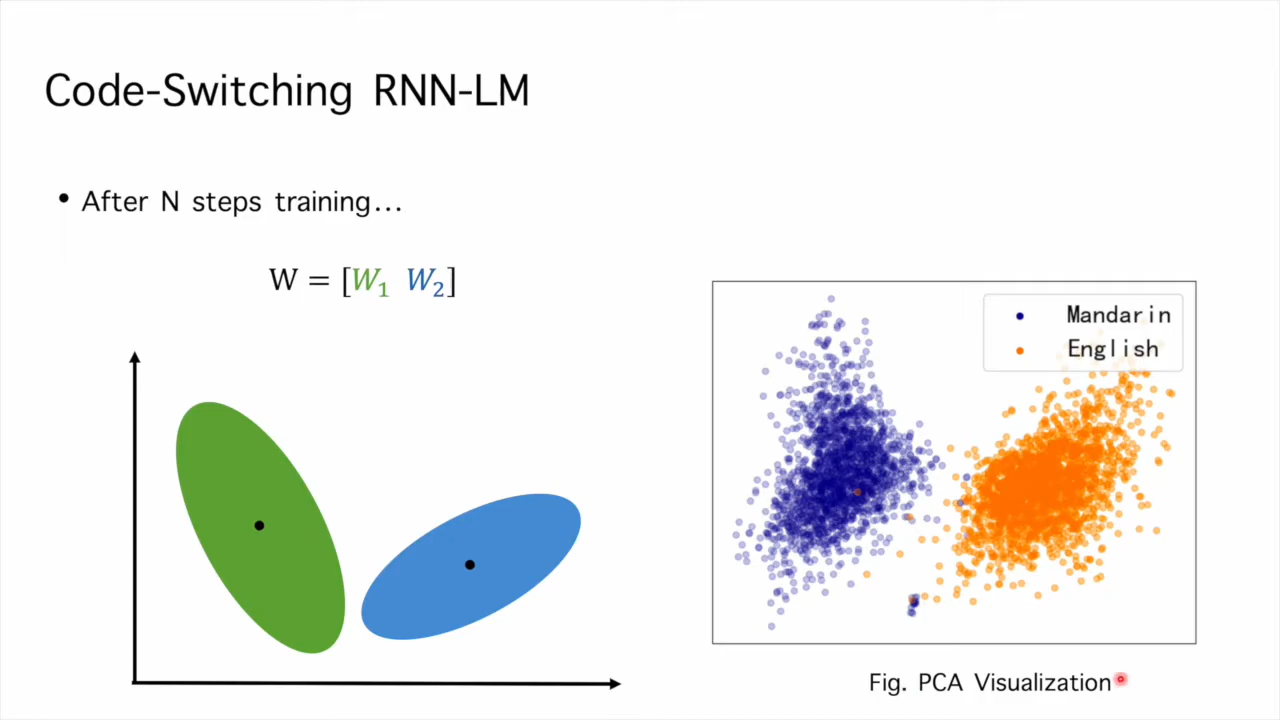 Code-Switching RNN-LM
• After N steps training...
W = [W₁ W₂]
Mandarin
English
Fig. PCA Visualization